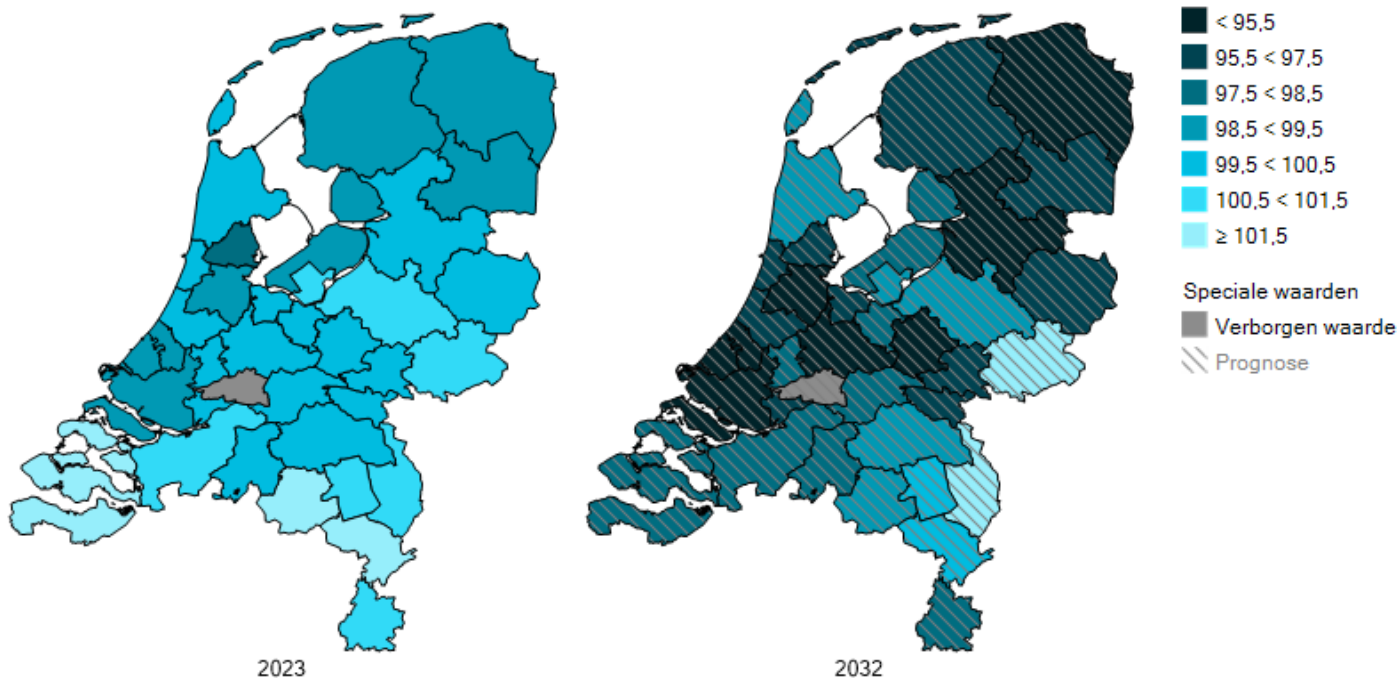 < 95,5
95,5 < 97,5
97,5 < 98,5
98,5 < 99,5
99,5 < 100,5
100,5 < 101,5
≥ 101,5
Speciale waarden
Verborgen waarde
Prognose
2023
2032